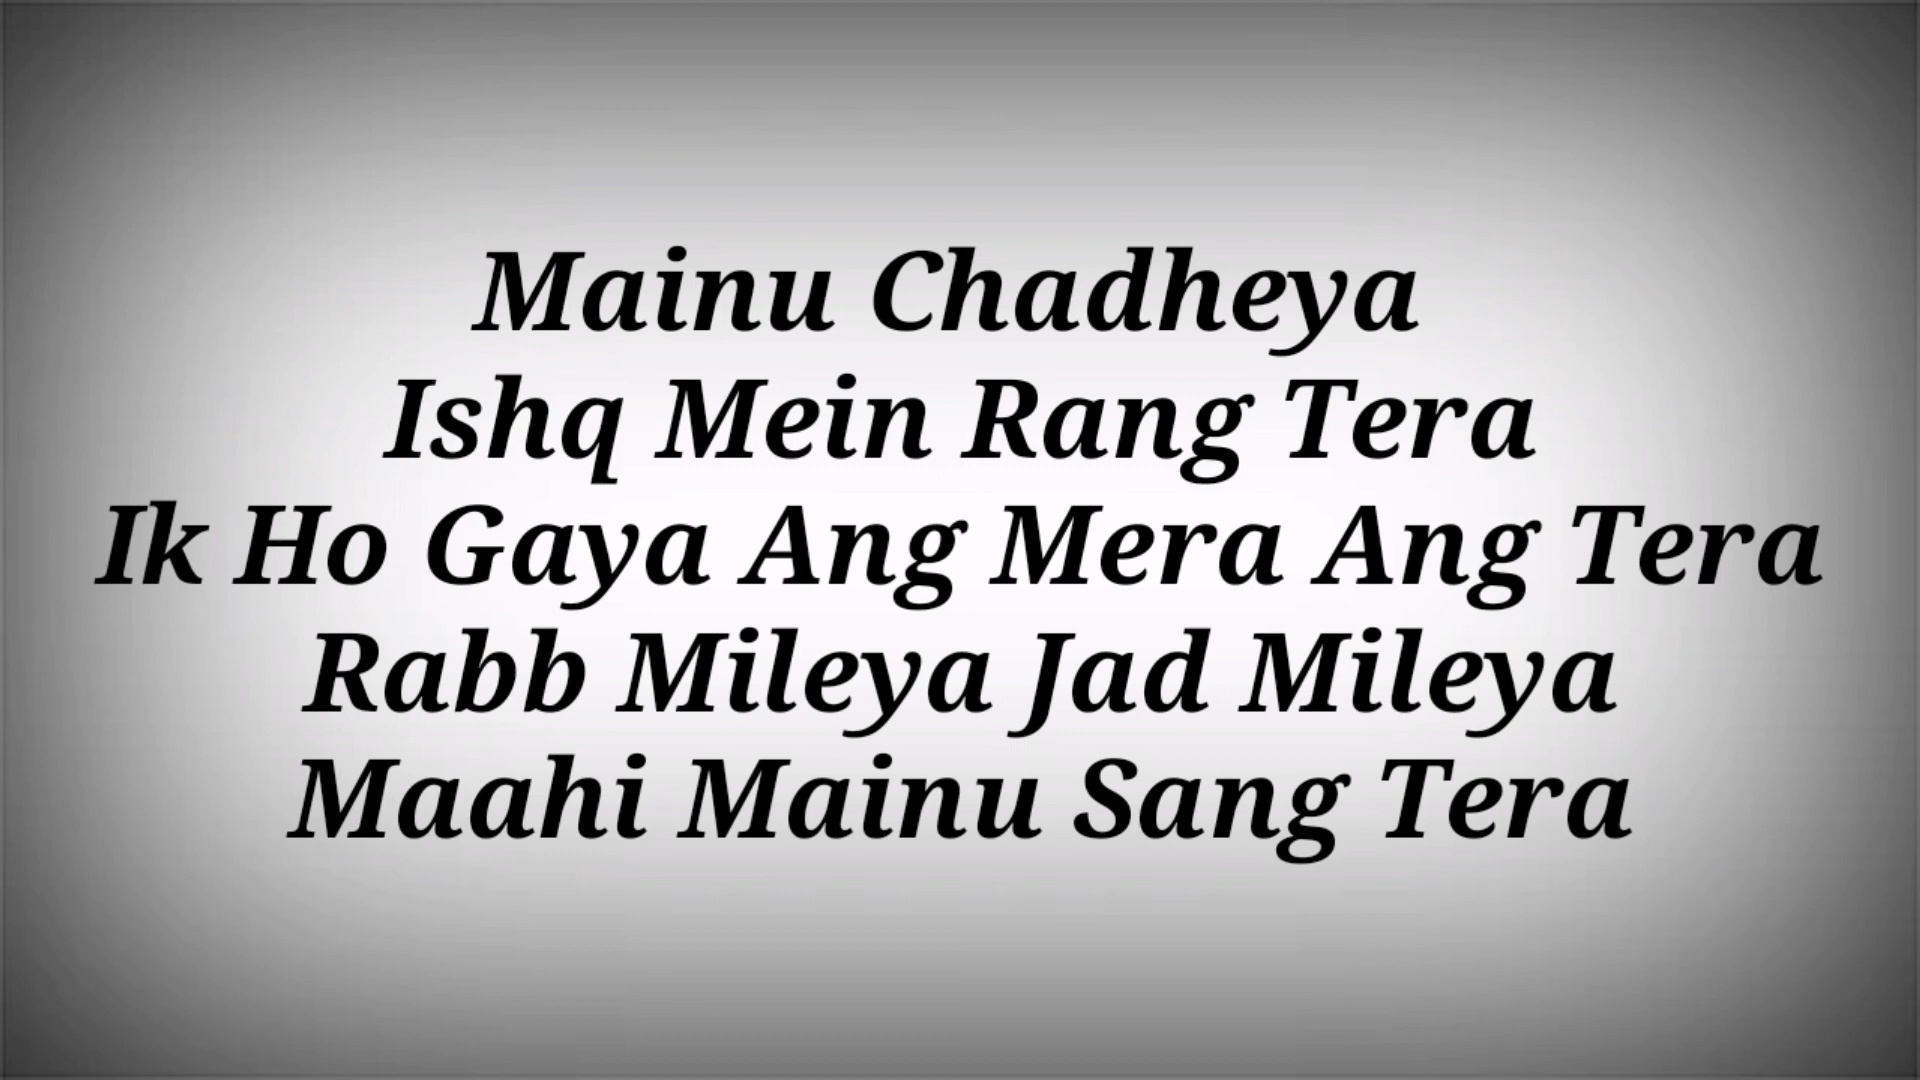 Mainu Chadheya
Ishq Mein Rang Tera
Ik Ho Gaya Ang Mera Ang Tera
Rabb Mileya Jad Mileya
Maahi Mainu Sang Tera